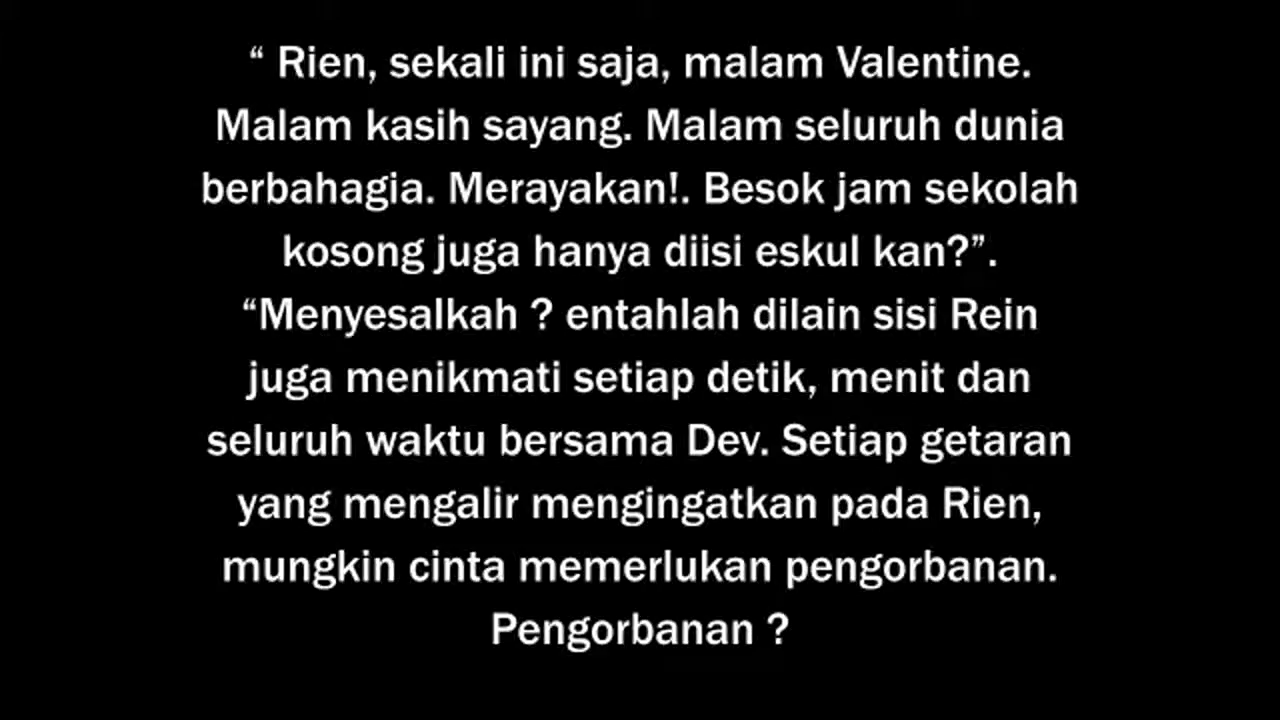 “ Rien, sekali ini saja, malam Valentine.
Malam kasih sayang. Malam seluruh dunia
berbahagia. Merayakan!. Besok jam sekolah
kosong juga hanya diisi eskul kan?”.
“Menyesalkah ? entahlah dilain sisi Rein
juga menikmati setiap detik, menit dan
seluruh waktu bersama Dev. Setiap getaran
yang mengalir mengingatkan pada Rien,
mungkin cinta memerlukan pengorbanan.
Pengorbanan ?